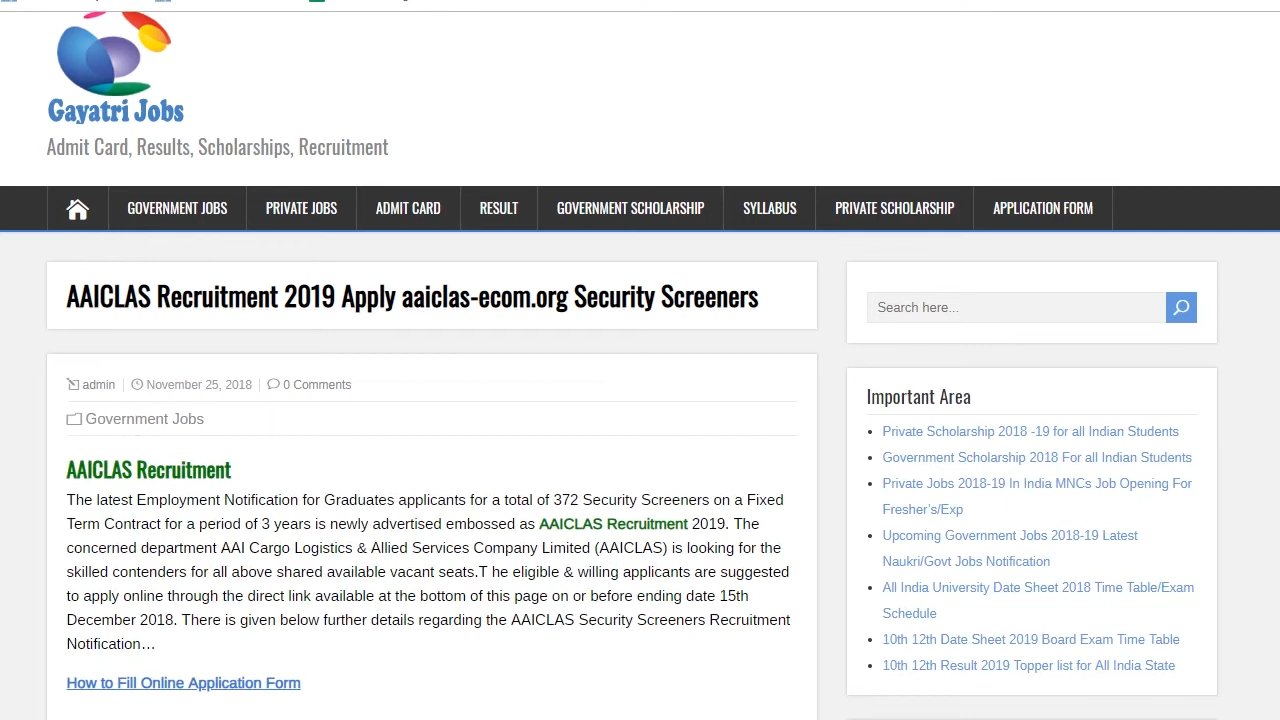 Gayatri Jobs
Admit Card, Results, Scholarships, Recruitment
GOVERNMENT JOBS PRIVATE JOBS ADMIT CARD RESULT GOVERNMENT SCHOLARSHIP SYLLABUS PRIVATE SCHOLARSHIP APPLICATION FORM
AAICLAS Recruitment 2019 Apply aaiclas-ecom.org Security Screeners
admin November 25, 2018 0 Comments
Government Jobs
AAICLAS Recruitment
The latest Employment Notification for Graduates applicants for a total of 372 Security Screeners on a Fixed
Term Contract for a period of 3 years is newly advertised embossed as AAICLAS Recruitment 2019. The
concerned department AAI Cargo Logistics & Allied Services Company Limited (AAICLAS) is looking for the
skilled contenders for all above shared available vacant seats.T he eligible & willing applicants are suggested
to apply online through the direct link available at the bottom of this page on or before ending date 15th
December 2018. There is given below further details regarding the AAICLAS Security Screeners Recruitment
Notification…
How to Fill Online Application Form
Search here...
Important Area
Private Scholarship 2018 -19 for all Indian Students
Government Scholarship 2018 For all Indian Students
Private Jobs 2018-19 In India MNCs Job Opening For
Fresher's/Exp
Upcoming Government Jobs 2018-19 Latest
Naukri/Govt Jobs Notification
All India University Date Sheet 2018 Time Table/Exam
Schedule
10th 12th Date Sheet 2019 Board Exam Time Table
10th 12th Result 2019 Topper list for All India State